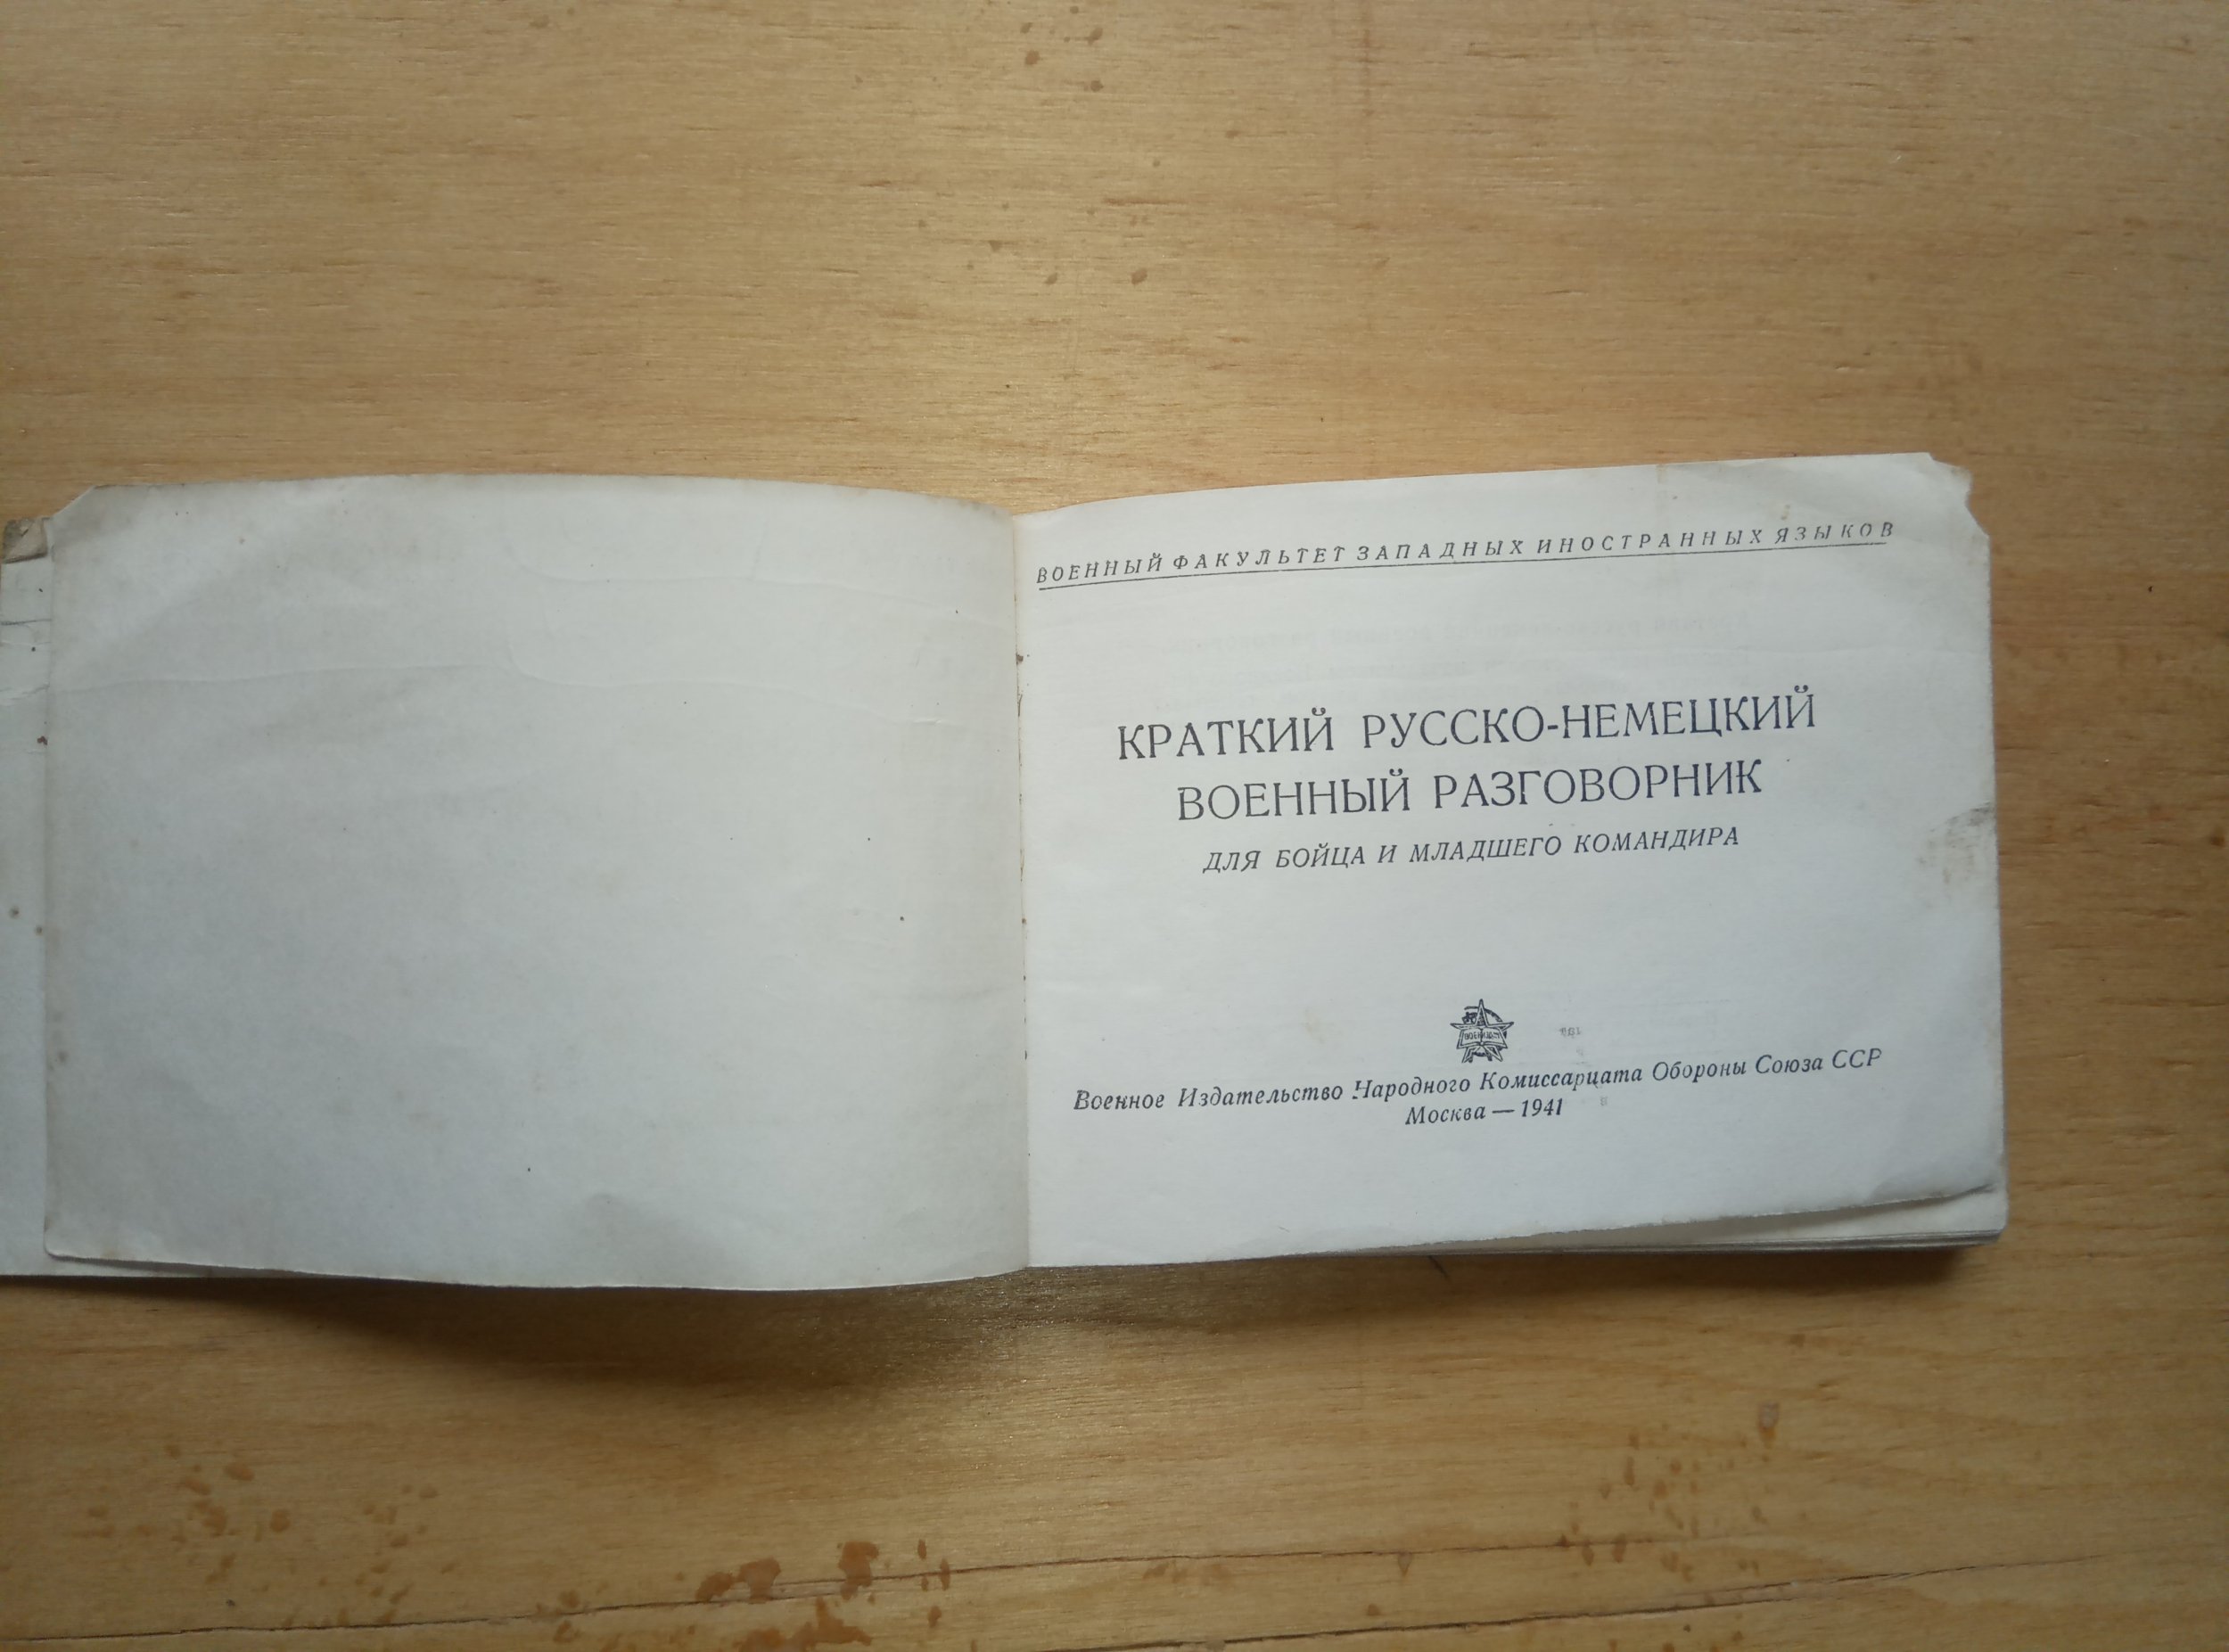 ВОЕННЫЙ ФАКУЛЬТЕТ ЗАПАДНЫХ ИНОСТРАННЫХ ЯЗЫКОВ
КРАТКИЙ РУССКО-НЕМЕЦКИЙ
ВОЕННЫЙ РАЗГОВОРНИК
ДЛЯ БОЙЦА И МЛАДШЕГО КОМАНДИРА
Военное Издательство Народного Комиссариата Обороны Союза ССР
Москва — 1941